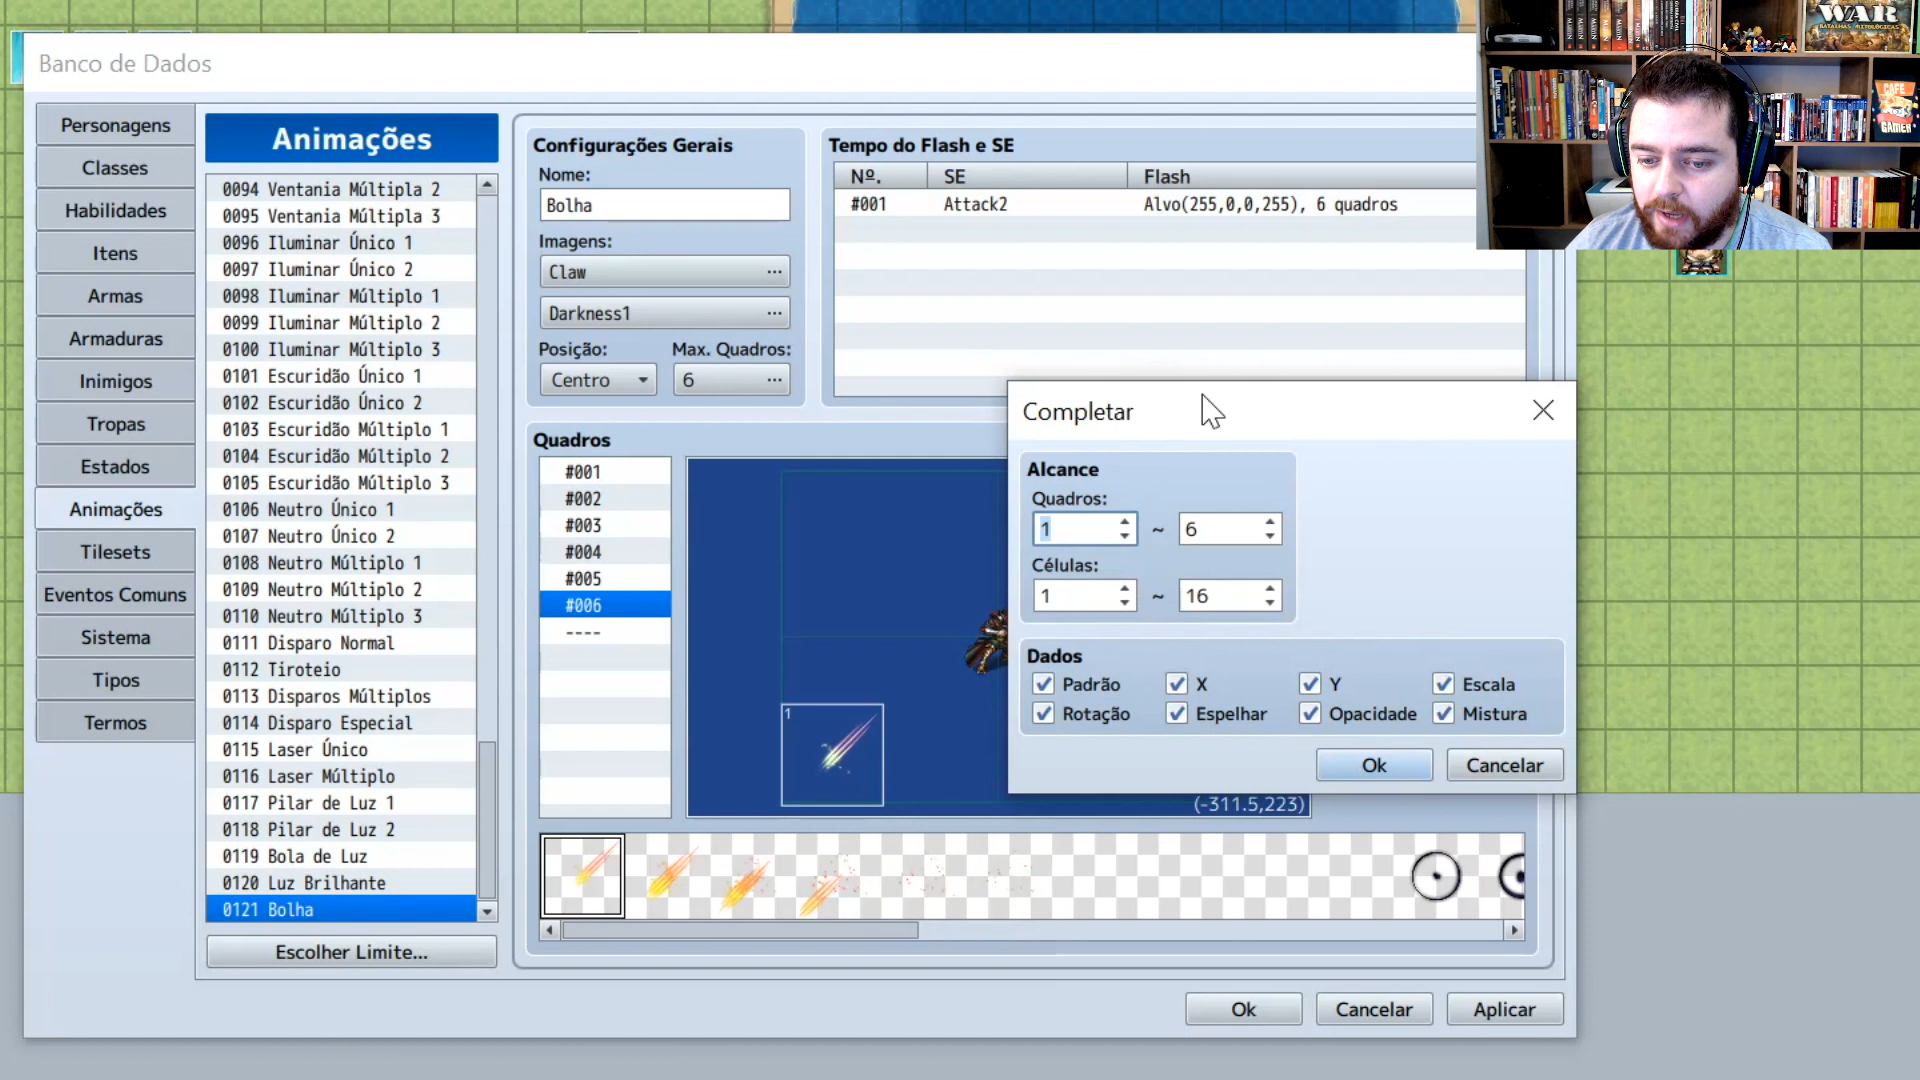 Banco de Dados
Personagens
Classes
Habilidades
Itens
Armas
Armaduras
Inimigos
Tropas
Estados
Animações
Tilesets
Eventos Comuns
Sistema
Tipos
Termos
Animações
0094 Ventania Múltipla 2
0095 Ventania Múltipla 3
0096 Iluminar Único 1
0097 Iluminar Único 2
0098 Iluminar Múltiplo 1
0099 Iluminar Múltiplo 2
0100 Iluminar Múltiplo 3
0101 Escuridão Único 1
0102 Escuridão Único 2
0103 Escuridão Múltiplo 1
0104 Escuridão Múltiplo 2
0105 Escuridão Múltiplo 3
0106 Neutro Único 1
0107 Neutro Único 2
0108 Neutro Múltiplo 1
0109 Neutro Múltiplo 2
0110 Neutro Múltiplo 3
0111 Disparo Normal
0112 Tiroteio
0113 Disparos Múltiplos
0114 Disparo Especial
0115 Laser Único
0116 Laser Múltiplo
0117 Pilar de Luz 1
0118 Pilar de Luz 2
0119 Bola de Luz
0120 Luz Brilhante
0121 Bolha
Escolher Limite...
Configurações Gerais
Nome:
Bolha
Imagens:
Claw ...
Darkness1 ...
Posição: Max. Quadros:
Centro 6 ...
Tempo do Flash e SE
Nº. SE Flash
#001 Attack2 Alvo(255,0,0,255), 6 quadros
Quadros
#001
#002
#003
#004
#005
#006
----
1
(-311.5,223)
Completar
Alcance
Quadros:
1 ~ 6
Células:
1 ~ 16
Dados
Padrão X Y Escala
Rotação Espelhar Opacidade Mistura
Ok Cancelar
Ok Cancelar Aplicar
WAR
BATALHAS MITOLÓGICAS
CAFE
GAMER